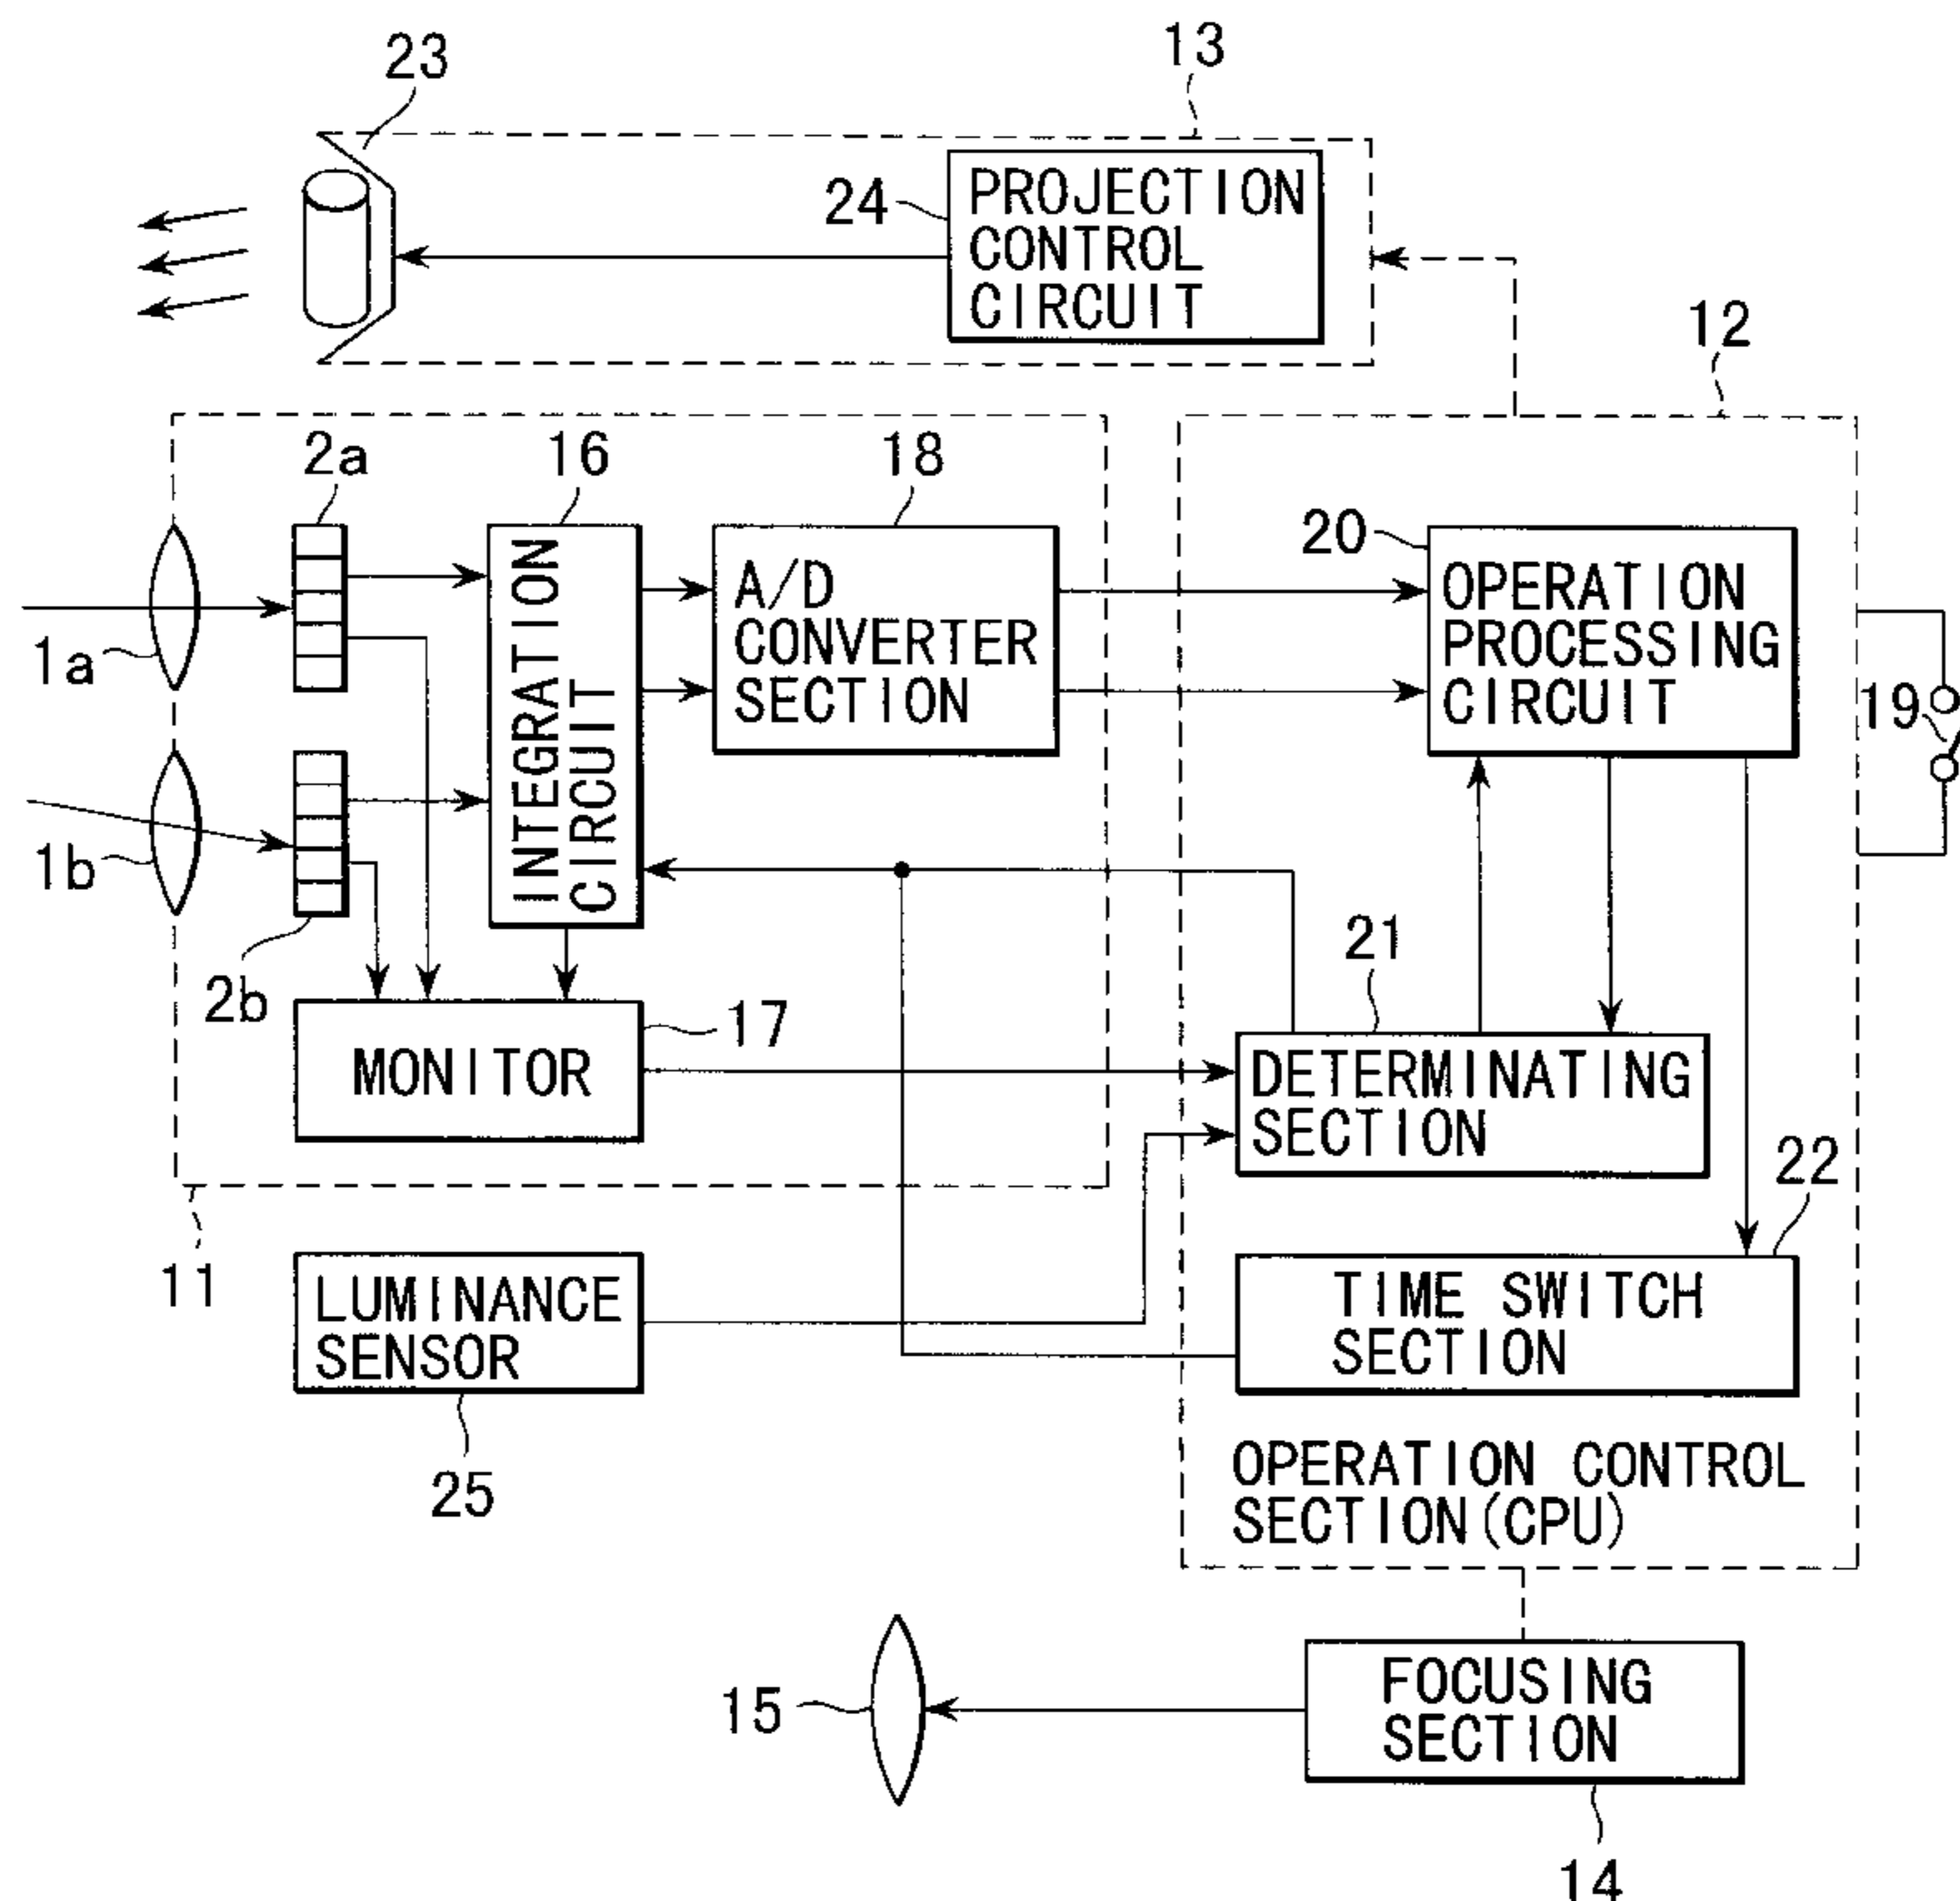 23
13
24
PROJECTION
CONTROL
CIRCUIT
12
2a
16
18
20
1a
INTEGRATION
CIRCUIT
A/D
CONVERTER
SECTION
OPERATION
PROCESSING
CIRCUIT
19
1b
2b
17
21
MONITOR
DETERMINATING
SECTION
22
11
LUMINANCE
SENSOR
TIME SWITCH
SECTION
25
OPERATION CONTROL
SECTION(CPU)
15
FOCUSING
SECTION
14